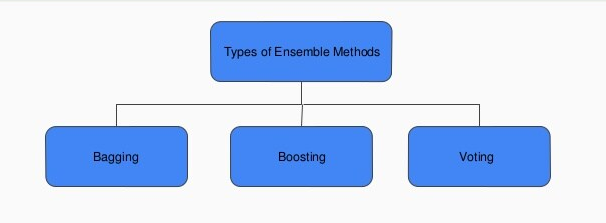 Types of Ensemble Methods
Bagging
Boosting
Voting